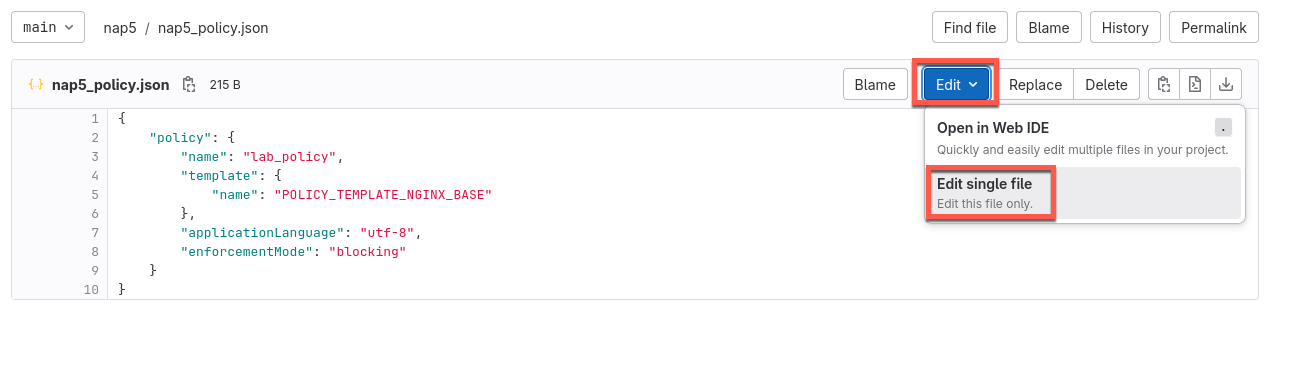 main
nap5 / nap5_policy.json
Find file
Blame
History
Permalink
{..} nap5_policy.json 215 B
Blame
Edit
Replace
Delete
Open in Web IDE .
Quickly and easily edit multiple files in your project.
Edit single file
Edit this file only.
1 {
2     "policy": {
3         "name": "lab_policy",
4         "template": {
5             "name": "POLICY_TEMPLATE_NGINX_BASE"
6         },
7         "applicationLanguage": "utf-8",
8         "enforcementMode": "blocking"
9     }
10 }